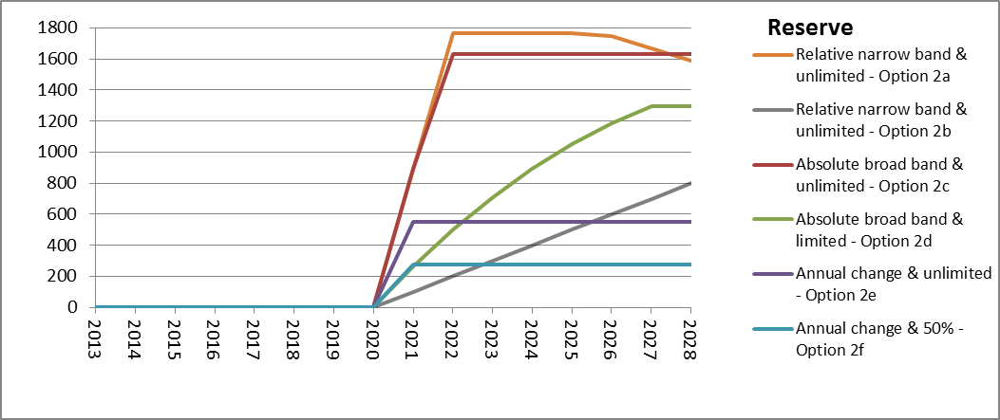 Reserve
1800
1600
1400
1200
1000
800
600
400
200
0
2013
2014
2015
2016
2017
2018
2019
2020
2021
2022
2023
2024
2025
2026
2027
2028
Relative narrow band &
unlimited - Option 2a
Relative narrow band &
unlimited - Option 2b
Absolute broad band &
unlimited - Option 2c
Absolute broad band &
limited - Option 2d
Annual change & unlimited
- Option 2e
Annual change & 50% -
Option 2f